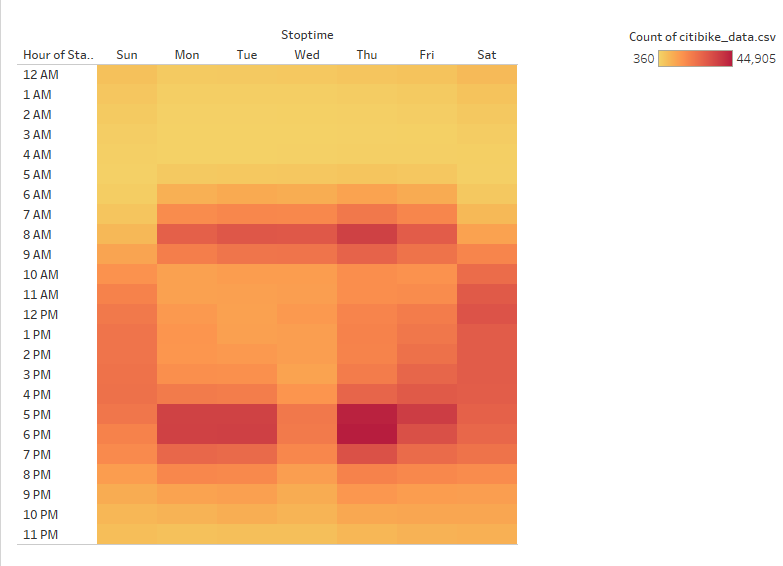 Stoptime
Count of citibike_data.csv
Hour of Sta.. Sun Mon Tue Wed Thu Fri Sat
360 44,905
12 AM
1 AM
2 AM
3 AM
4 AM
5 AM
6 AM
7 AM
8 AM
9 AM
10 AM
11 AM
12 PM
1 PM
2 PM
3 PM
4 PM
5 PM
6 PM
7 PM
8 PM
9 PM
10 PM
11 PM